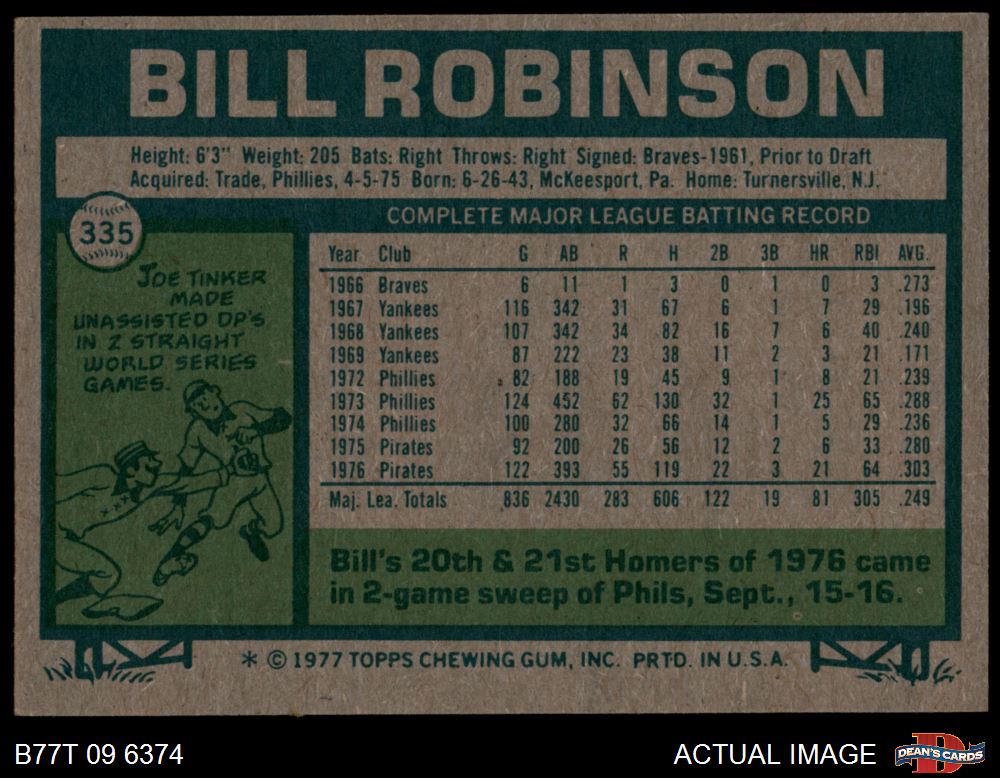 BILL ROBINSON
Height: 6'3" Weight: 205 Bats: Right Throws: Right Signed: Braves-1961, Prior to Draft
Acquired: Trade, Phillies, 4-5-75 Born: 6-26-43, McKeesport, Pa. Home: Turnersville, N.J.
335
JOE TINKER
MADE
UNASSISTED DP'S
IN 2 STRAIGHT
WORLD SERIES
GAMES.
COMPLETE MAJOR LEAGUE BATTING RECORD
Year Club G AB R H 2B 3B HR RBI AVG.
1966 Braves 6 11 1 3 0 1 0 3 .273
1967 Yankees 116 342 31 67 6 1 7 29 .196
1968 Yankees 107 342 34 82 16 7 6 40 .240
1969 Yankees 87 222 23 38 11 2 3 21 .171
1972 Phillies 82 188 19 45 9 1 8 21 .239
1973 Phillies 124 452 62 130 32 1 25 65 .288
1974 Phillies 100 280 32 66 14 1 5 29 .236
1975 Pirates 92 200 26 56 12 2 6 33 .280
1976 Pirates 122 393 55 119 22 3 21 64 .303
Maj. Lea. Totals 836 2430 283 606 122 19 81 305 .249
Bill's 20th & 21st Homers of 1976 came
in 2-game sweep of Phils, Sept., 15-16.
* © 1977 TOPPS CHEWING GUM, INC. PRTD. IN U.S.A.
B77T 09 6374
ACTUAL IMAGE
D
DEAN'S CARDS